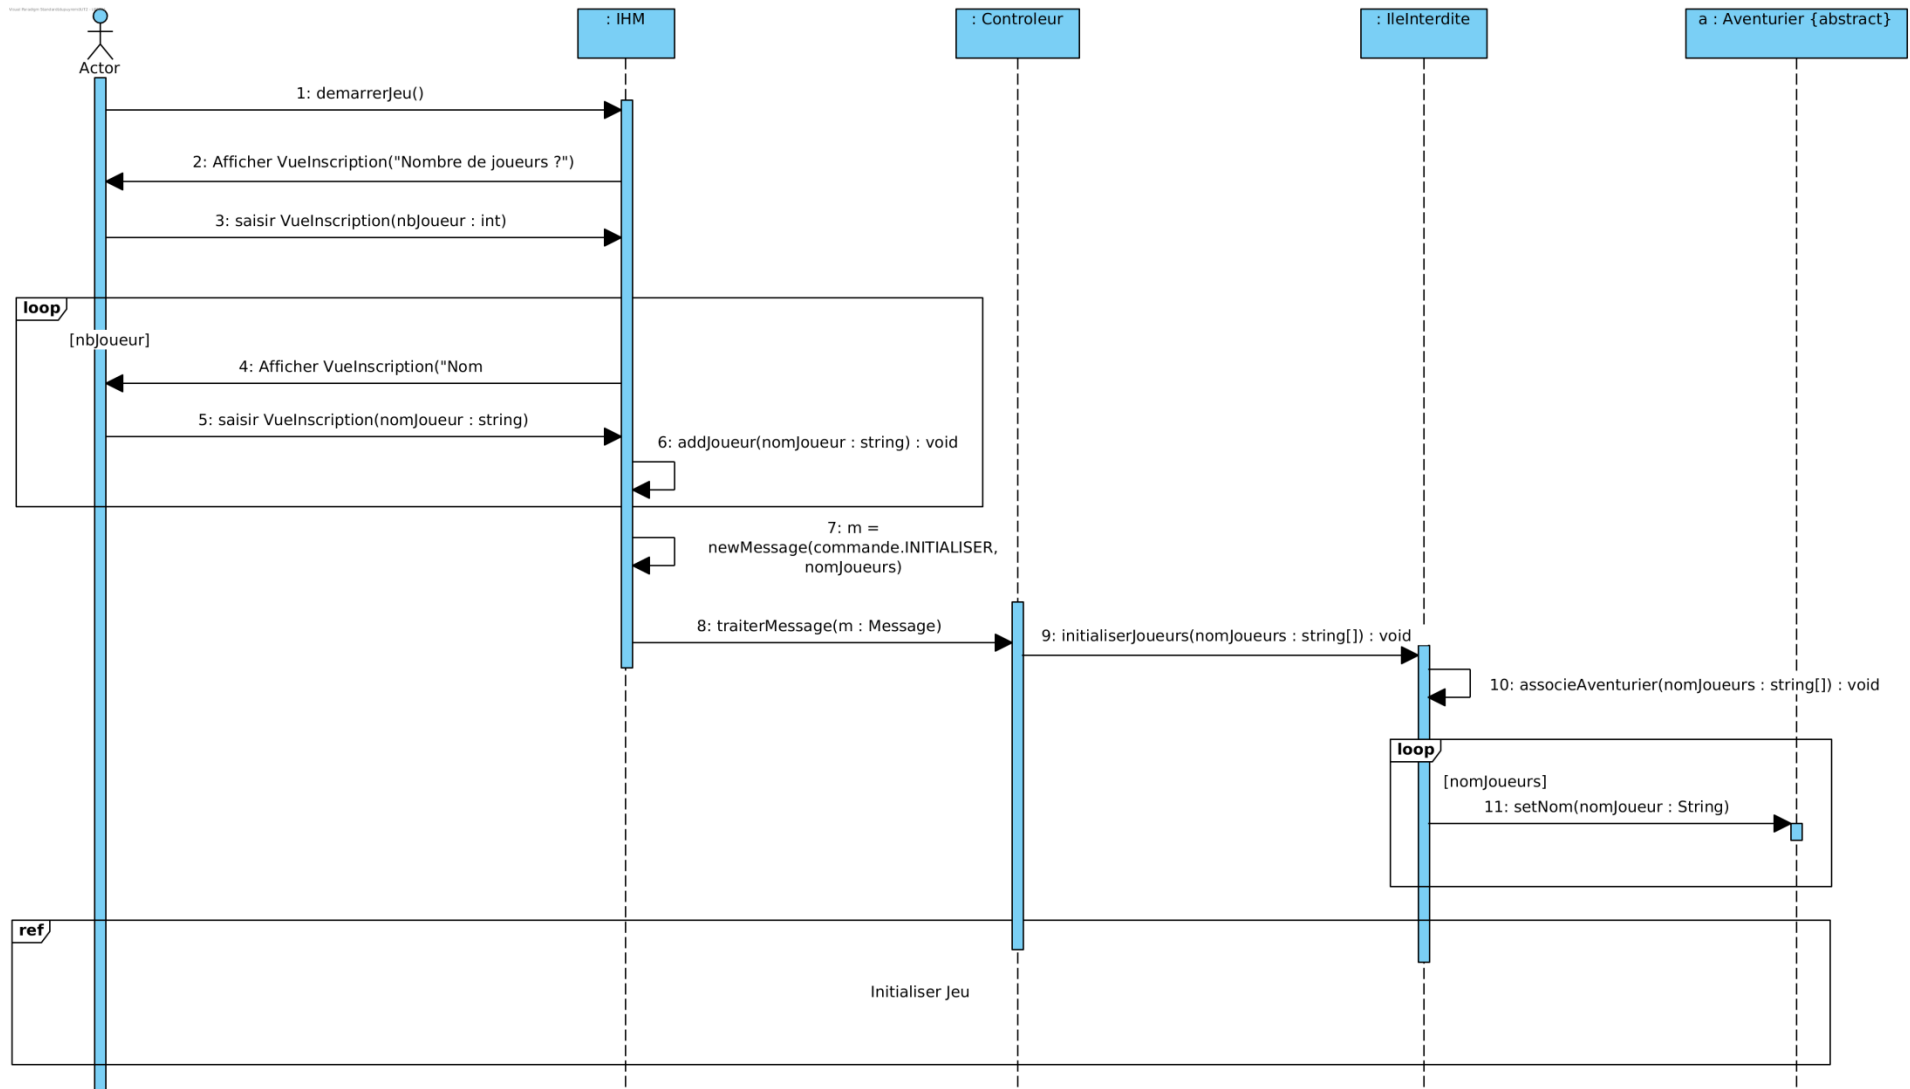 : IHM
: Controleur
: IleInterdite
a : Aventurier {abstract}
Actor
1: demarrerJeu()
2: Afficher VueInscription("Nombre de joueurs ?")
3: saisir VueInscription(nbJoueur : int)
loop
[nbJoueur]
4: Afficher VueInscription("Nom
5: saisir VueInscription(nomJoueur : string)
6: addJoueur(nomJoueur : string) : void
7: m =
newMessage(commande.INITIALISER,
nomJoueurs)
8: traiterMessage(m : Message)
9: initialiserJoueurs(nomJoueurs : string[]) : void
10: associeAventurier(nomJoueurs : string[]) : void
loop
[nomJoueurs]
11: setNom(nomJoueur : String)
ref
Initialiser Jeu